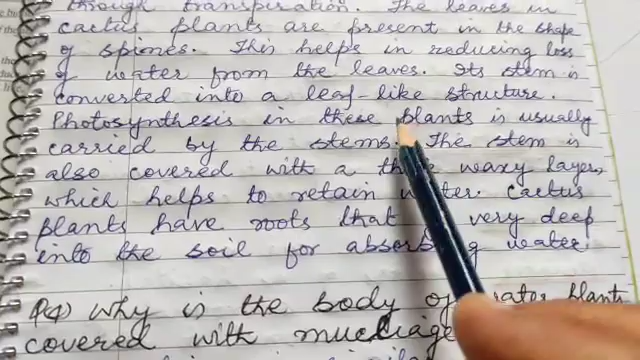 through transpiration. The leaves in
cactus plants are present in the shape
of spines. This helps in reducing loss
of water from the leaves. Its stem is
converted into a leaf-like structure.
Photosynthesis in these plants is usually
carried by the stems. The stem is
also covered with a waxy layer,
which helps to retain water. Cactus
plants have roots that very deep
into the soil for absorbing water.
Q4) Why is the body of water plants
covered with